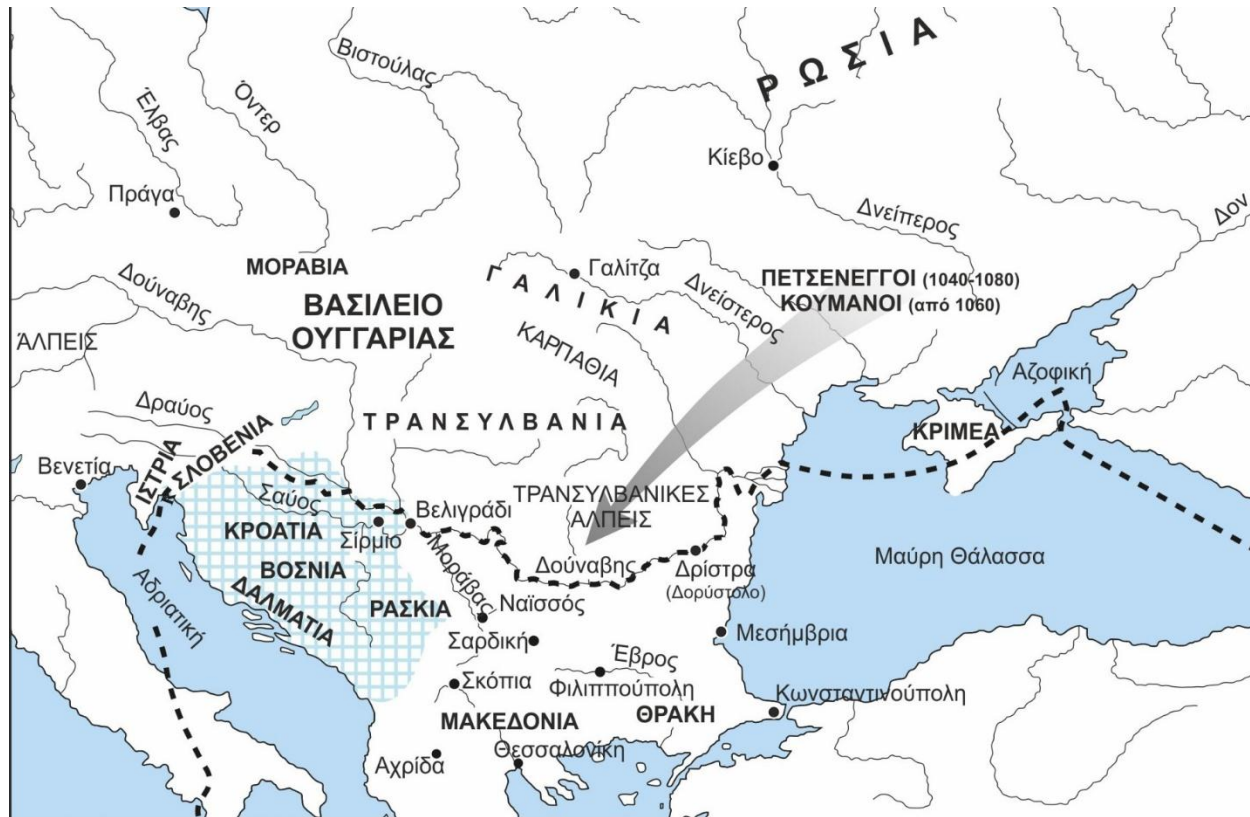 ΡΩΣΙΑ
Βιστούλας
Έλβας
Όντερ
Κίεβο
Πράγα
Δνείπερος
Δον
ΜΟΡΑΒΙΑ
Γαλίτζα
Δούναβης
ΓΑΛΙΚΙΑ
Δνείστερος
ΠΕΤΣΕΝΕΓΓΟΙ (1040-1080)
ΚΟΥΜΑΝΟΙ (από 1060)
ΒΑΣΙΛΕΙΟ
ΟΥΓΓΑΡΙΑΣ
ΆΛΠΕΙΣ
ΚΑΡΠΑΘΙΑ
Αζοφική
Δραύος
ΤΡΑΝΣΥΛΒΑΝΙΑ
ΚΡΙΜΕΑ
Βενετία
ΙΣΤΡΙΑ
ΣΛΟΒΕΝΙΑ
Σαύος
Βελιγράδι
ΤΡΑΝΣΥΛΒΑΝΙΚΕΣ
ΑΛΠΕΙΣ
ΚΡΟΑΤΙΑ
Σίρμιο
Μοράβας
Μαύρη Θάλασσα
ΒΟΣΝΙΑ
Δούναβης
Δρίστρα
(Δορύστολο)
Αδριατική
ΔΑΛΜΑΤΙΑ
ΡΑΣΚΙΑ
Ναϊσσός
Σαρδική
Μεσήμβρια
Έβρος
Σκόπια
Φιλιππούπολη
Κωνσταντινούπολη
ΜΑΚΕΔΟΝΙΑ
ΘΡΑΚΗ
Αχρίδα
Θεσσαλονίκη